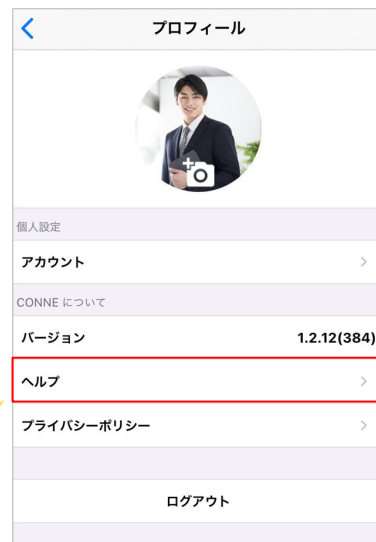 プロフィール
個人設定
アカウント
CONNE について
バージョン 1.2.12(384)
ヘルプ
プライバシーポリシー
ログアウト